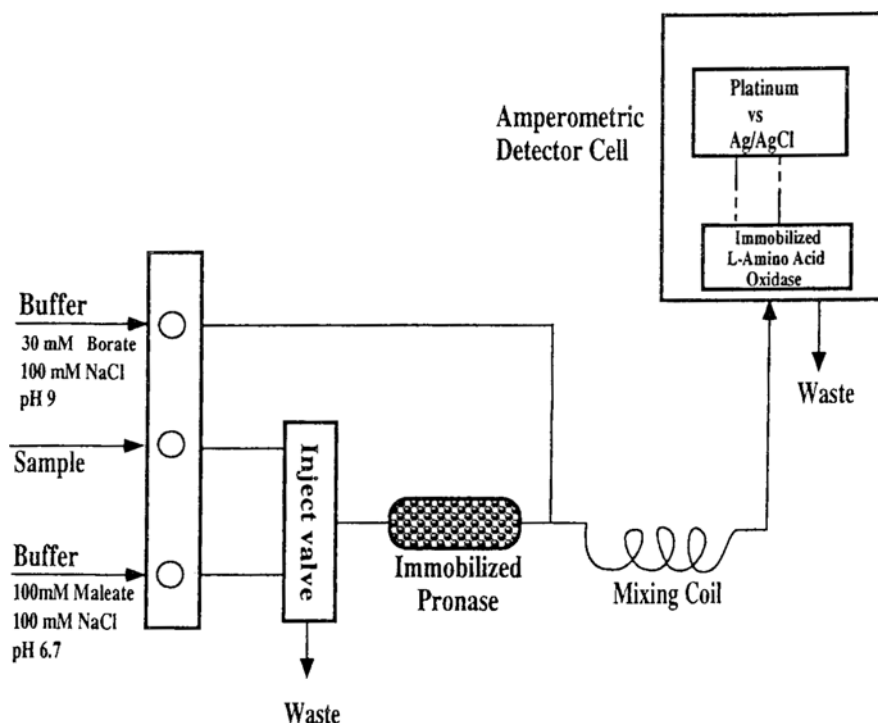 Platinum
vs
Ag/AgCl
Amperometric
Detector Cell
Immobilized
L-Amino Acid
Oxidase
Waste
Buffer
30 mM Borate
100 mM NaCl
pH 9
Sample
Buffer
100mM Maleate
100 mM NaCl
pH 6.7
Inject valve
Immobilized
Pronase
Mixing Coil
Waste